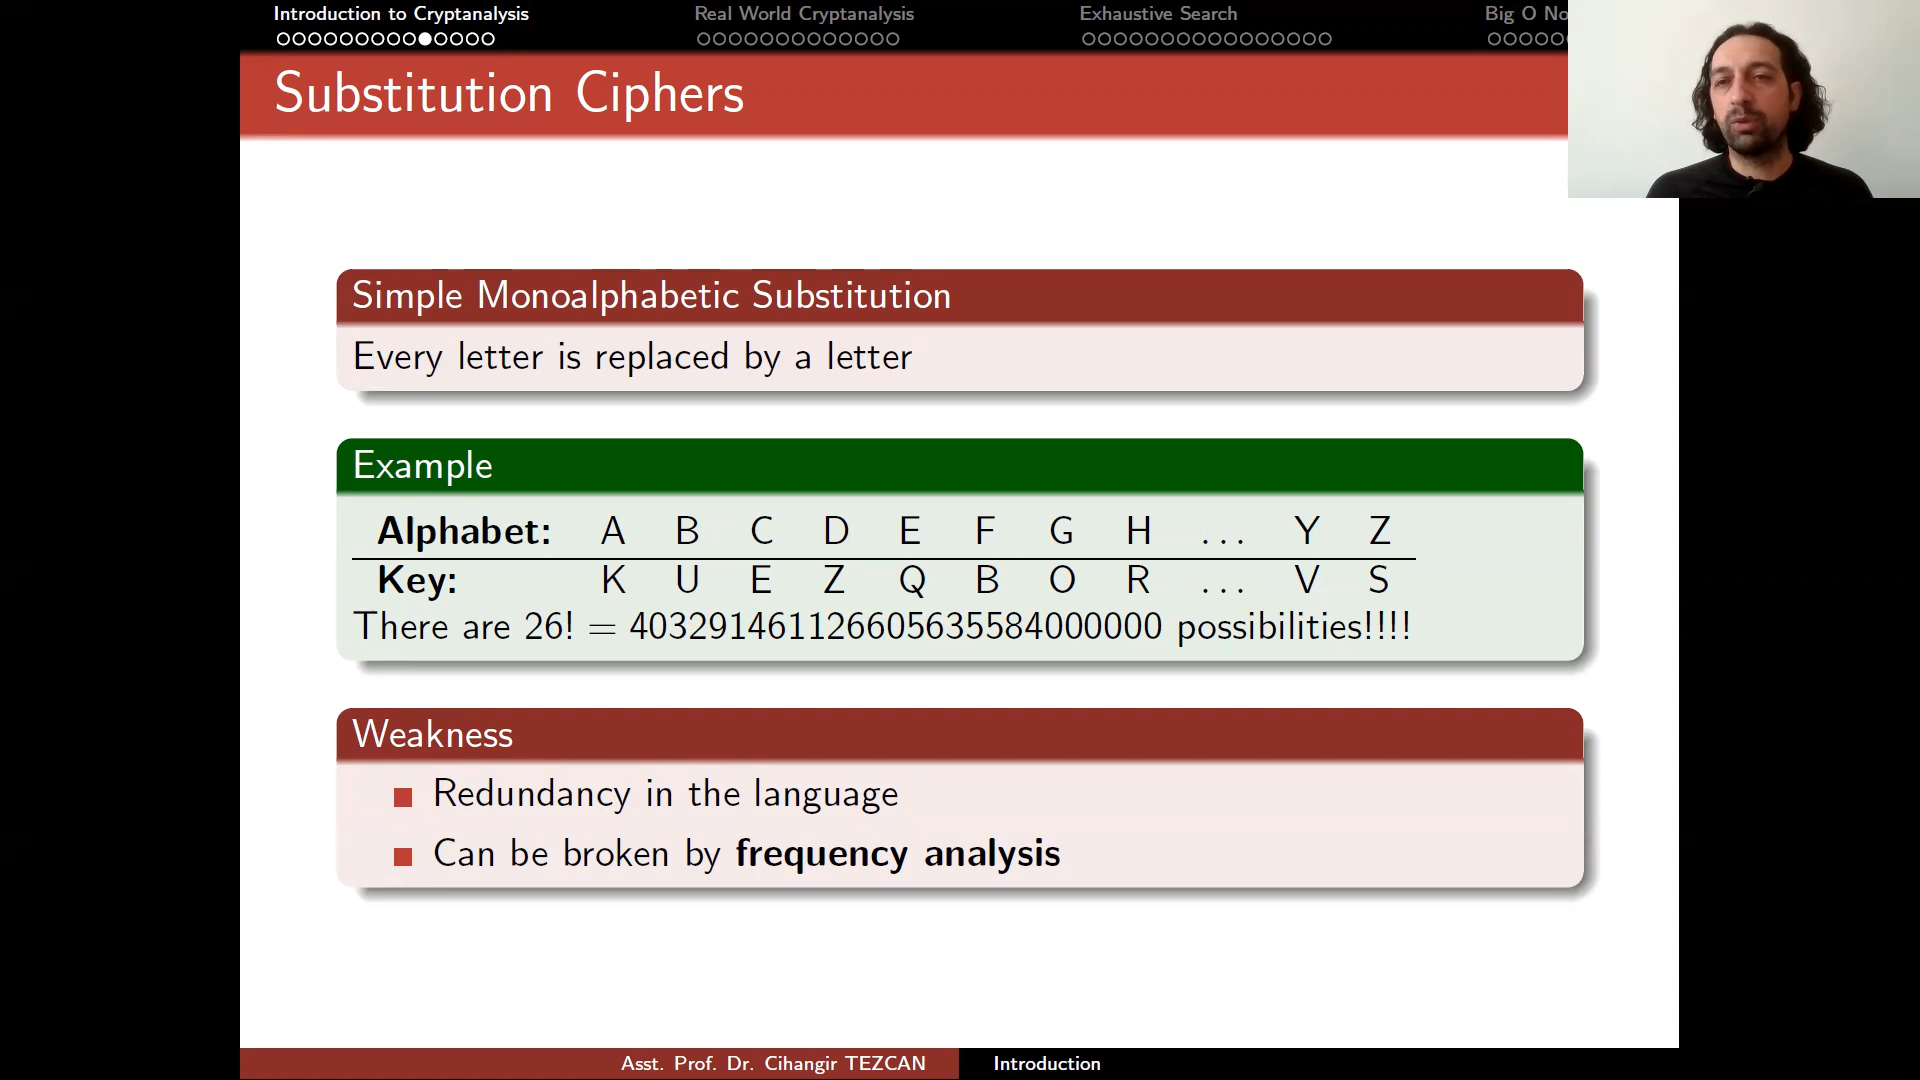 Introduction to Cryptanalysis
Real World Cryptanalysis
Exhaustive Search
Big O No
Substitution Ciphers
Simple Monoalphabetic Substitution
Every letter is replaced by a letter
Example
Alphabet: A B C D E F G H ... Y Z
Key: K U E Z Q B O R ... V S
There are 26! = 403291461126605635584000000 possibilities!!!!
Weakness
Redundancy in the language
Can be broken by frequency analysis
Asst. Prof. Dr. Cihangir TEZCAN
Introduction